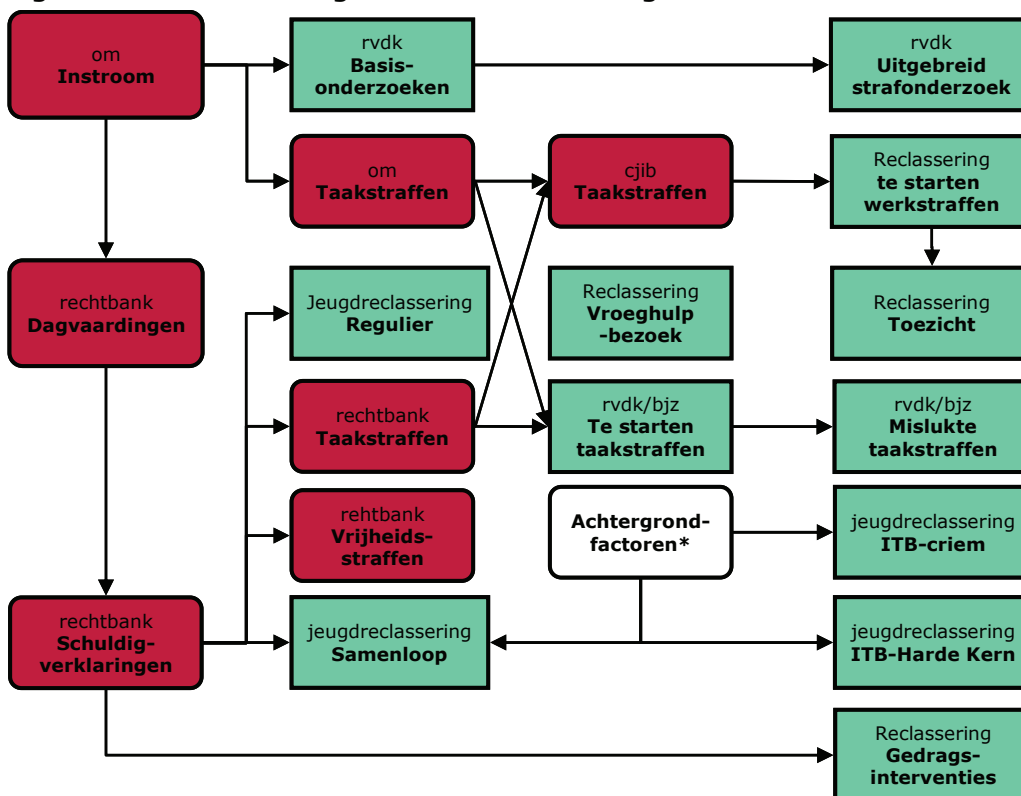 om
Instroom
rvdk
Basis-
onderzoeken
rvdk
Uitgebreid
strafonderzoek
om
Taakstraffen
cjib
Taakstraffen
Reclassering
te starten
werkstraffen
rechtbank
Dagvaardingen
Jeugdreclassering
Regulier
Reclassering
Vroeghulp
-bezoek
Reclassering
Toezicht
rechtbank
Taakstraffen
rvdk/bjz
Te starten
taakstraffen
rvdk/bjz
Mislukte
taakstraffen
rehtbank
Vrijheids-
straffen
Achtergrond-
factoren*
jeugdreclassering
ITB-criem
rechtbank
Schuldig-
verklaringen
jeugdreclassering
Samenloop
jeugdreclassering
ITB-Harde Kern
Reclassering
Gedrags-
interventies